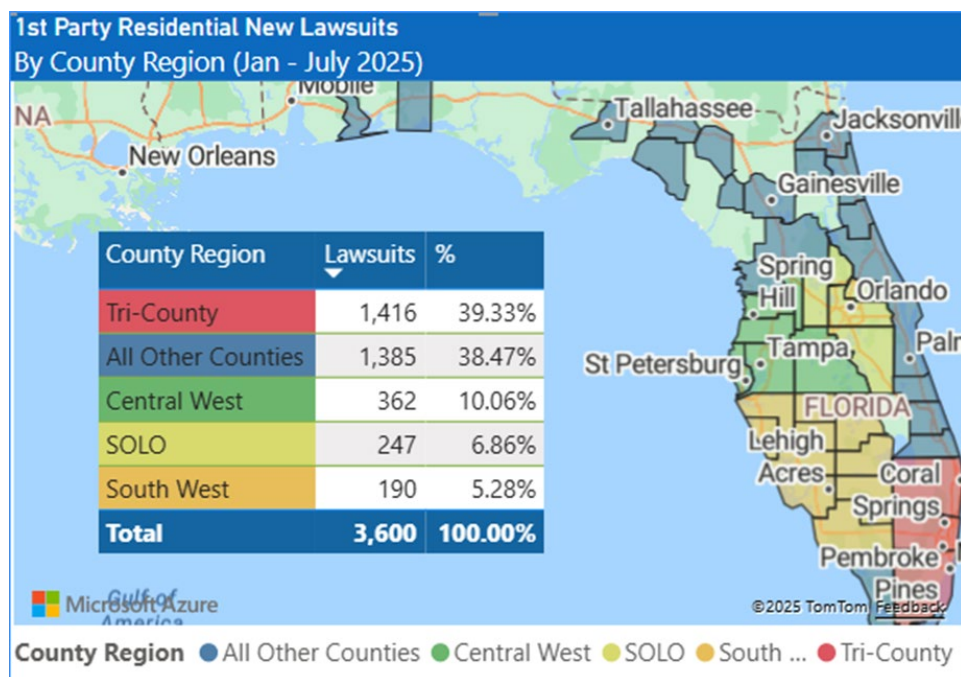 1st Party Residential New Lawsuits
By County Region (Jan - July 2025)
Mobile
NA
New Orleans
Tallahassee
Jacksonvill
Gainesville
Spring
Hill
Orlando
Tampa
Palm
St Petersburg
FLORIDA
Lehigh
Acres
Coral
Springs
Pembroke
Pines
County Region Lawsuits %
Tri-County 1,416 39.33%
All Other Counties 1,385 38.47%
Central West 362 10.06%
SOLO 247 6.86%
South West 190 5.28%
Total 3,600 100.00%
Gulf of
America
Microsoft Azure
©2025 TomTom Feedback
County Region All Other Counties Central West SOLO South ... Tri-County